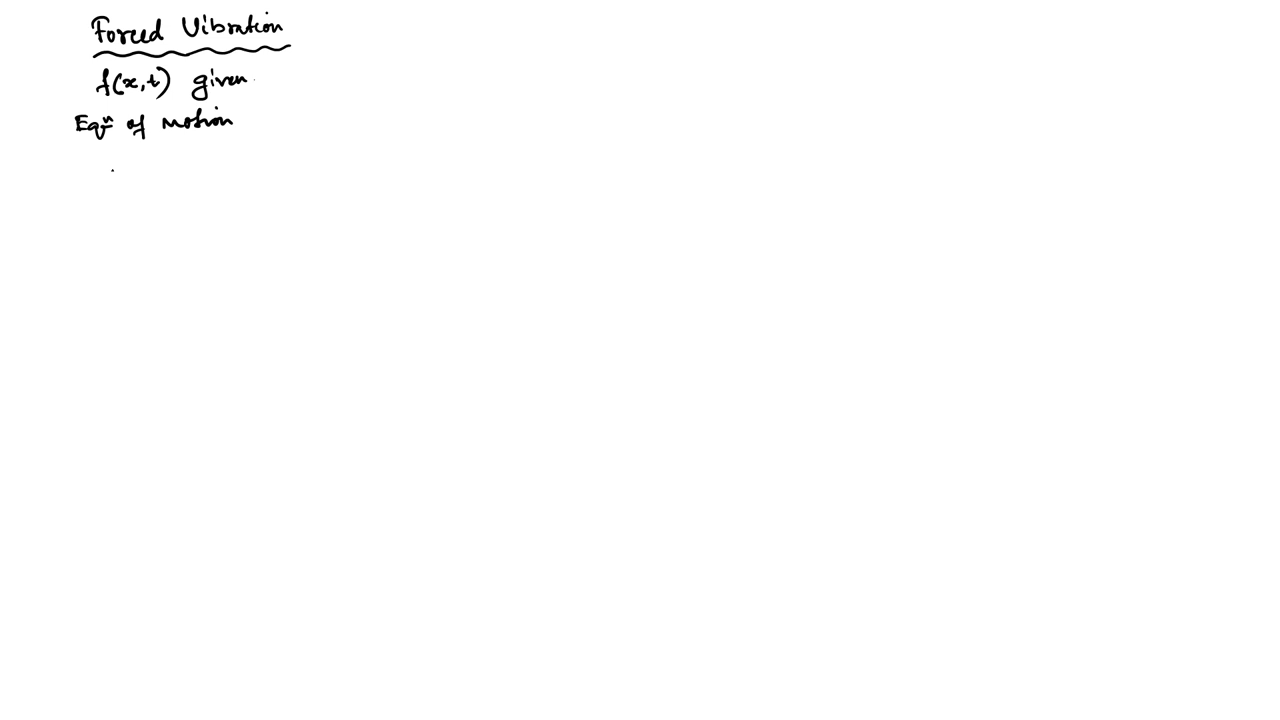 Forced Vibration
f(x,t) given
Eqⁿ of motion